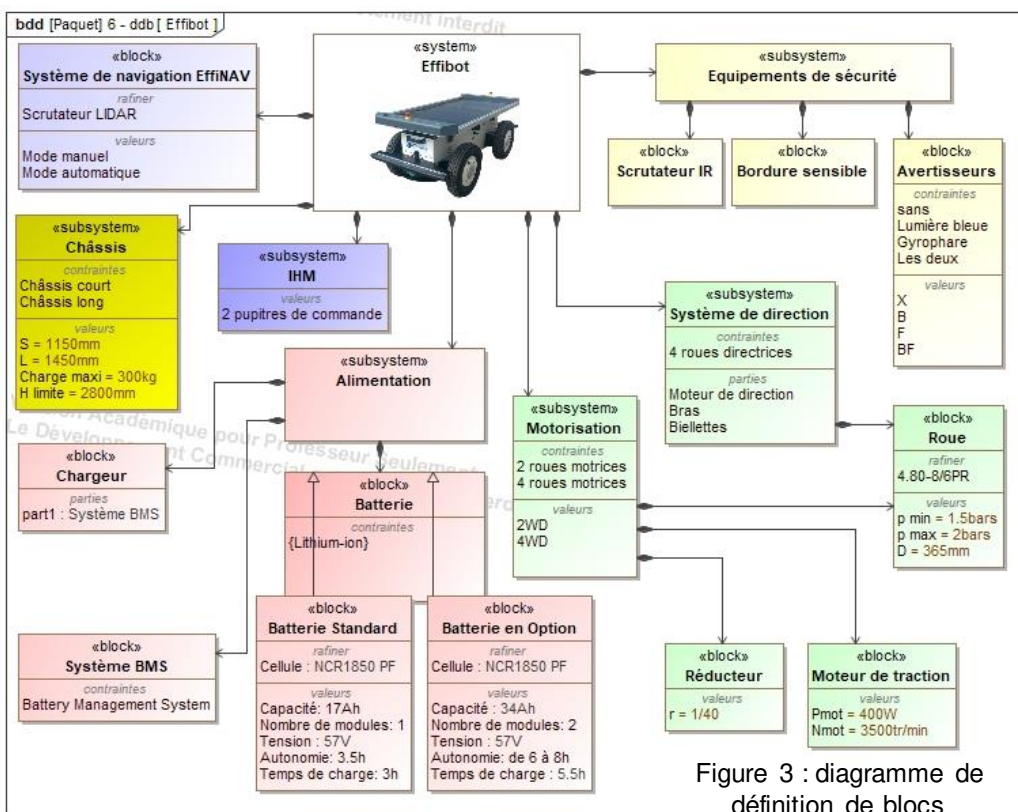 bdd [Paquet] 6 - ddb [ Effibot ]
tement interdit
«block»
Système de navigation EffiNAV
rafiner
Scrutateur LIDAR
valeurs
Mode manuel
Mode automatique
«system»
Effibot
«subsystem»
Equipements de sécurité
«block»
Scrutateur IR
«block»
Bordure sensible
«block»
Avertisseurs
contraintes
sans
Lumière bleue
Gyrophare
Les deux
valeurs
X
B
F
BF
«subsystem»
Châssis
contraintes
Châssis court
Châssis long
valeurs
S = 1150mm
L = 1450mm
Charge maxi = 300kg
H limite = 2800mm
«subsystem»
IHM
valeurs
2 pupitres de commande
«subsystem»
Système de direction
contraintes
4 roues directrices
parties
Moteur de direction
Bras
Biellettes
«subsystem»
Alimentation
Académique pour Professeur seulement
Le Dével
nt Commercial
«subsystem»
Motorisation
contraintes
2 roues motrices
4 roues motrices
valeurs
2WD
4WD
«block»
Roue
rafiner
4.80-8/6PR
valeurs
p min = 1.5bars
p max = 2bars
D = 365mm
«block»
Chargeur
parties
part1 : Système BMS
«block»
Batterie
contraintes
{Lithium-ion}
«block»
Système BMS
contraintes
Battery Management System
«block»
Batterie Standard
rafiner
Cellule : NCR1850 PF
valeurs
Capacité: 17Ah
Nombre de modules: 1
Tension : 57V
Autonomie: 3.5h
Temps de charge: 3h
«block»
Batterie en Option
rafiner
Cellule : NCR1850 PF
valeurs
Capacité : 34Ah
Nombre de modules: 2
Tension : 57V
Autonomie: de 6 à 8h
Temps de charge : 5.5h
«block»
Réducteur
valeurs
r = 1/40
«block»
Moteur de traction
valeurs
Pmot = 400W
Nmot = 3500tr/min
Figure 3 : diagramme de
définition de blocs